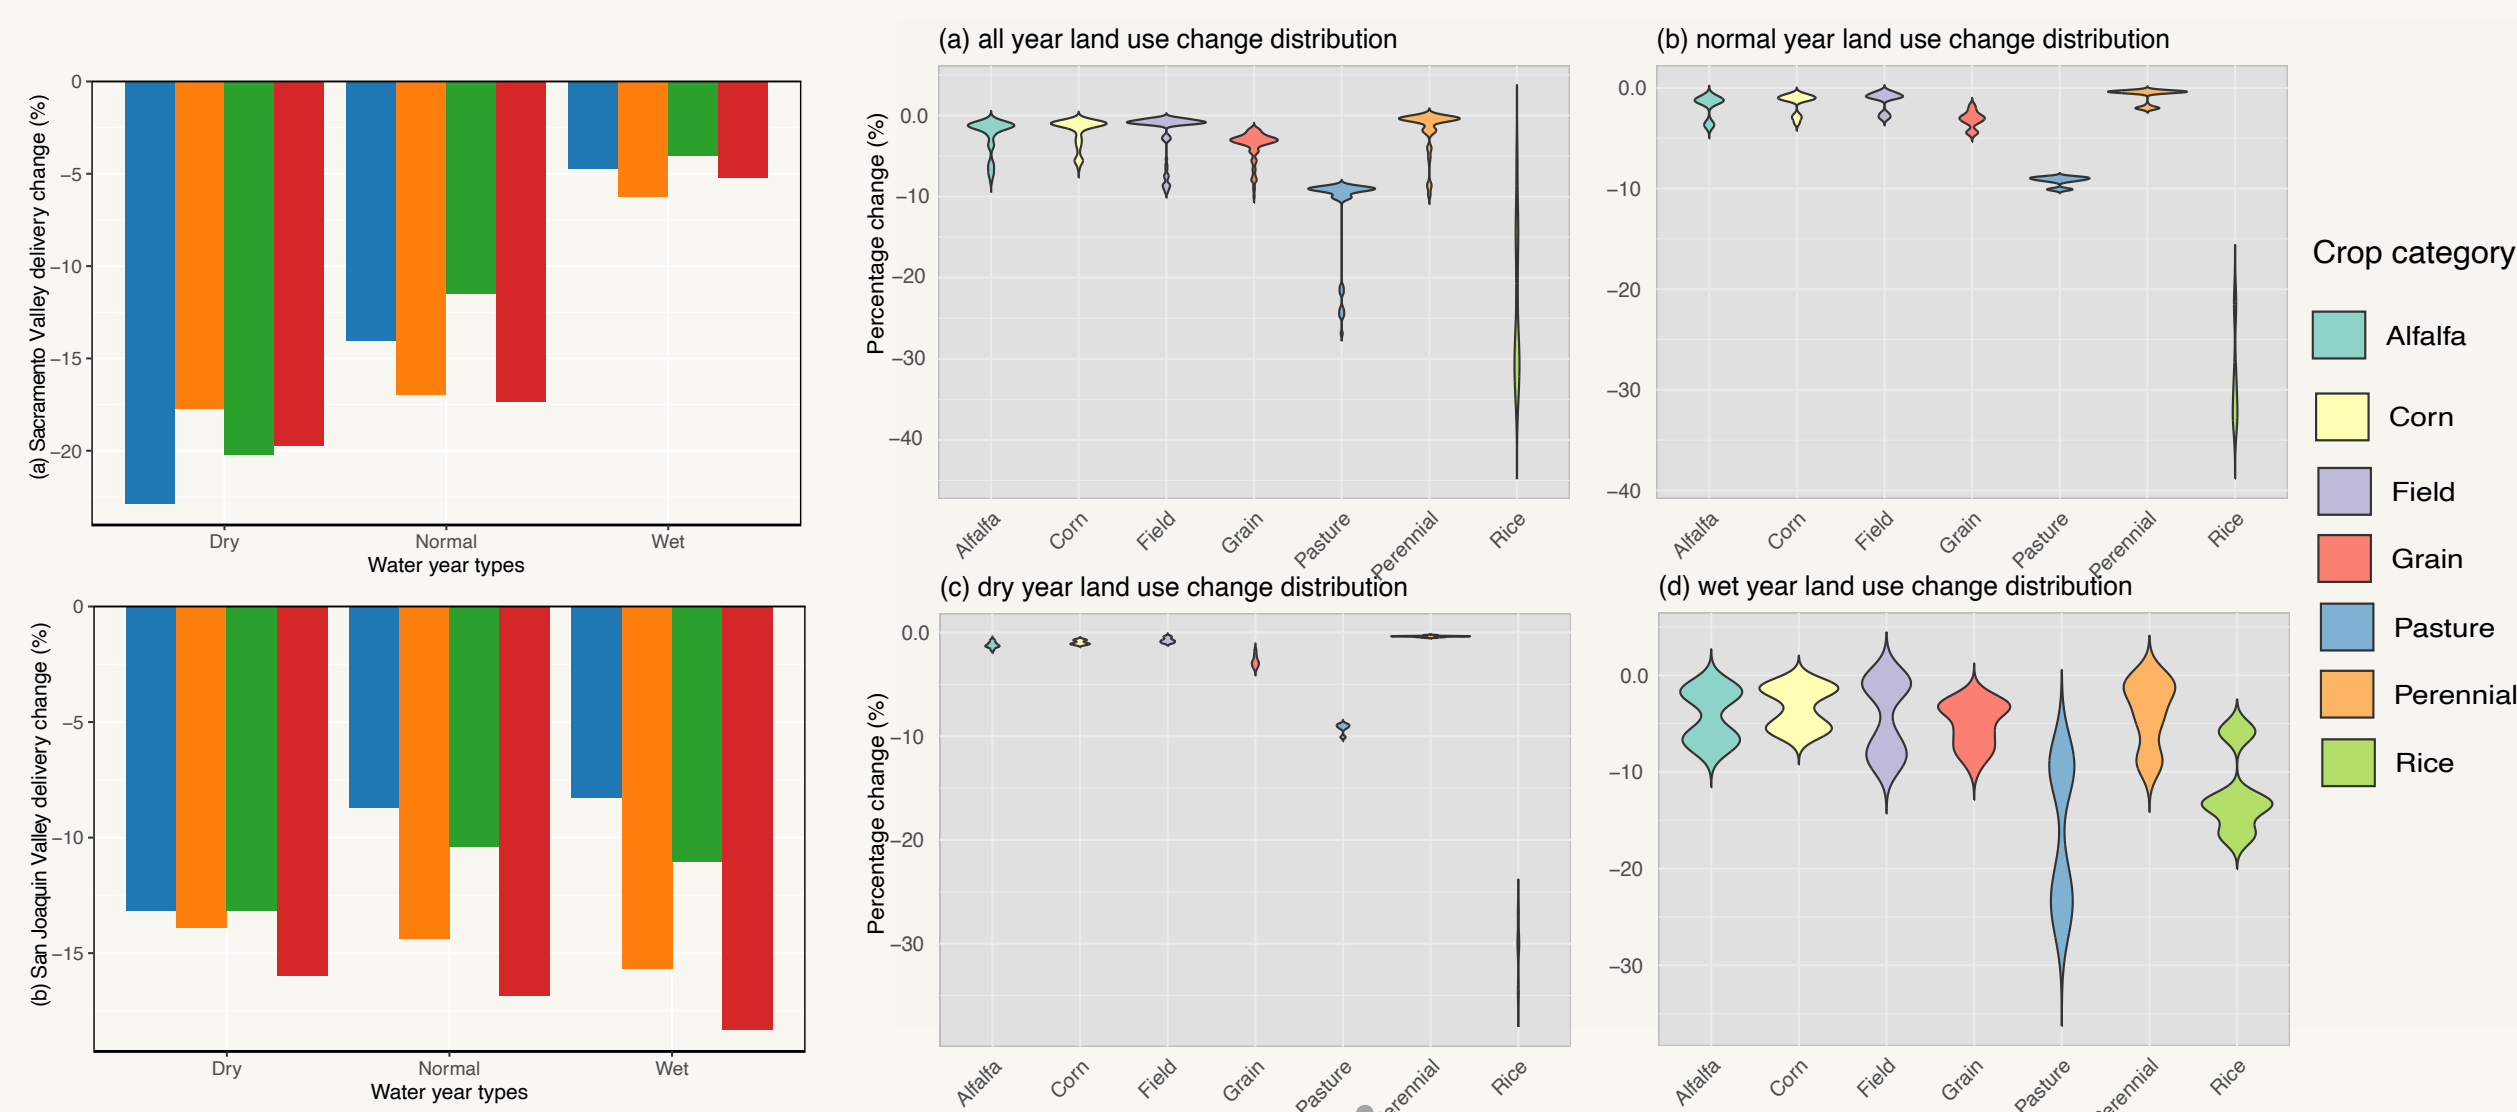 (a) Sacramento Valley delivery change (%)
0
−5
−10
−15
−20
Dry Normal Wet
Water year types
(b) San Joaquin Valley delivery change (%)
0
−5
−10
−15
Dry Normal Wet
Water year types
(a) all year land use change distribution
Percentage change (%)
0.0
−10
−20
−30
−40
Alfalfa Corn Field Grain Pasture Perennial Rice
(b) normal year land use change distribution
0.0
−10
−20
−30
−40
Alfalfa Corn Field Grain Pasture Perennial Rice
(c) dry year land use change distribution
Percentage change (%)
0.0
−10
−20
−30
Alfalfa Corn Field Grain Pasture erennial Rice
(d) wet year land use change distribution
0.0
−10
−20
−30
Alfalfa Corn Field Grain Pasture erennial Rice
Crop category
Alfalfa
Corn
Field
Grain
Pasture
Perennial
Rice